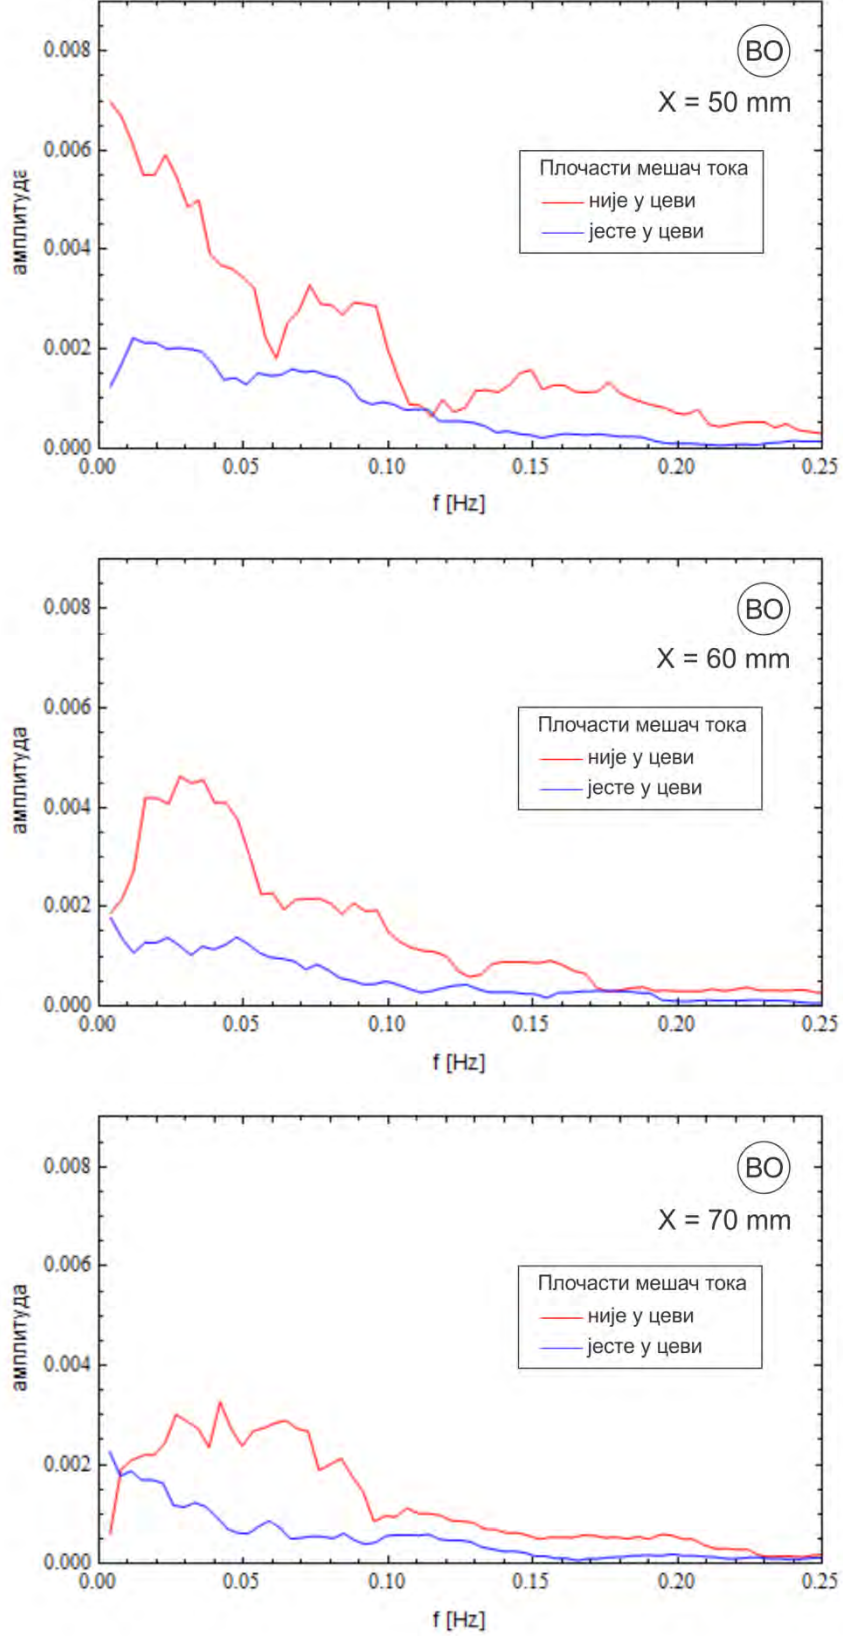 0.008
BO
X = 50 mm
0.006
Плочасти мешач тока
није у цеви
јесте у цеви
амплитуда
0.004
0.002
0.000
0.00 0.05 0.10 0.15 0.20 0.25
f [Hz]
0.008
BO
X = 60 mm
0.006
Плочасти мешач тока
није у цеви
јесте у цеви
амплитуда
0.004
0.002
0.000
0.00 0.05 0.10 0.15 0.20 0.25
f [Hz]
0.008
BO
X = 70 mm
0.006
Плочасти мешач тока
није у цеви
јесте у цеви
амплитуда
0.004
0.002
0.000
0.00 0.05 0.10 0.15 0.20 0.25
f [Hz]